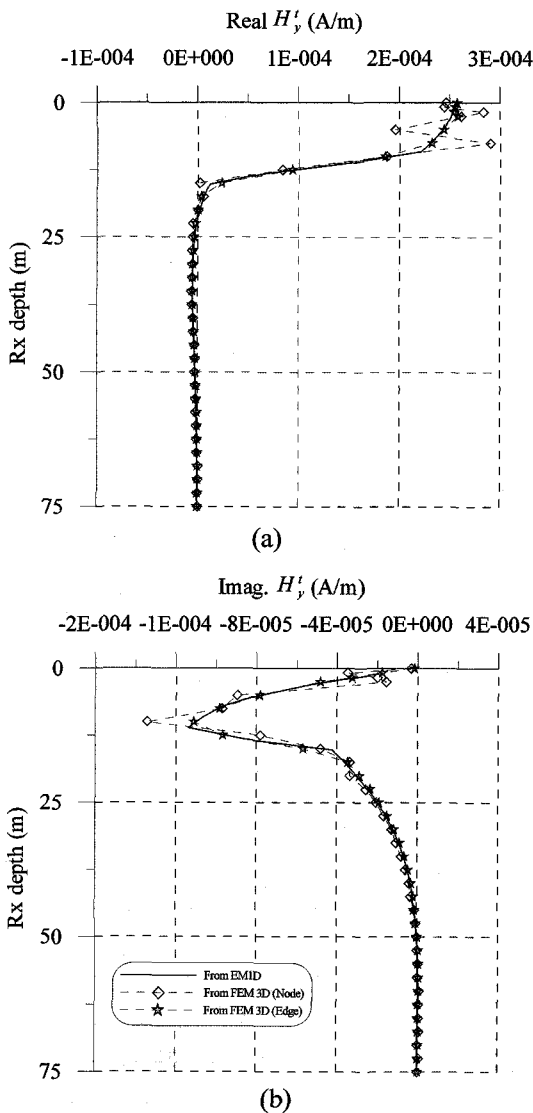 Real H_y^t (A/m)
-1E-004 0E+000 1E-004 2E-004 3E-004
0
25
50
75
Rx depth (m)
(a)
Imag. H_y^t (A/m)
-2E-004 -1E-004 -8E-005 -4E-005 0E+000 4E-005
0
25
50
75
Rx depth (m)
From EM1D
From FEM 3D (Node)
From FEM 3D (Edge)
(b)